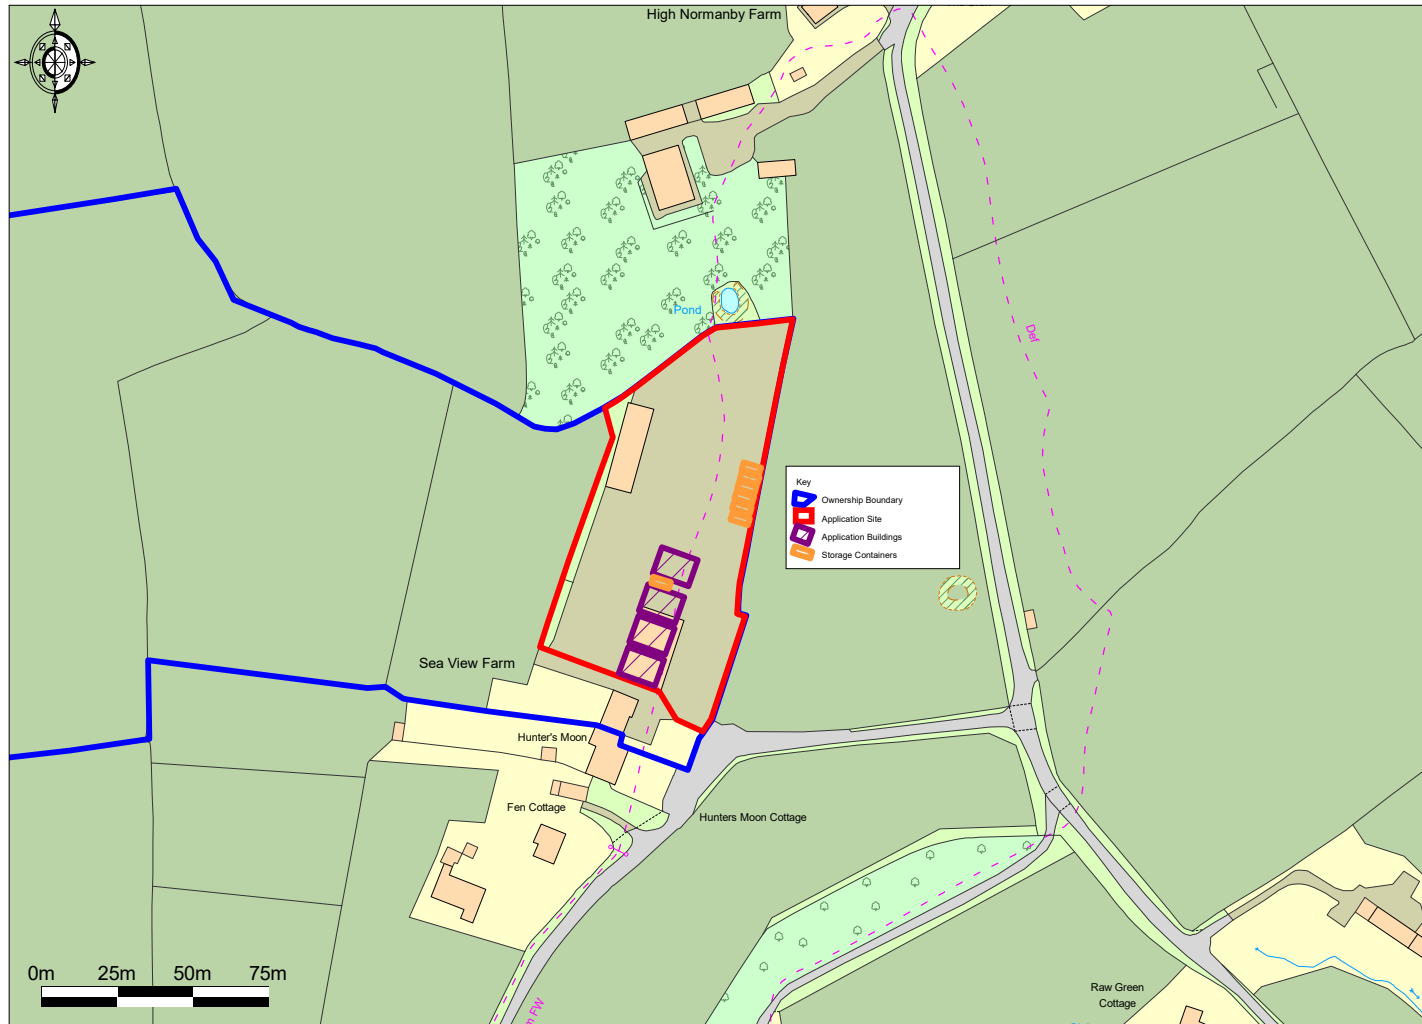 High Normanby Farm
Pond
Def
Key
Ownership Boundary
Application Site
Application Buildings
Storage Containers
Sea View Farm
Hunter's Moon
Fen Cottage
Hunters Moon Cottage
0m 25m 50m 75m
FW
Raw Green
Cottage